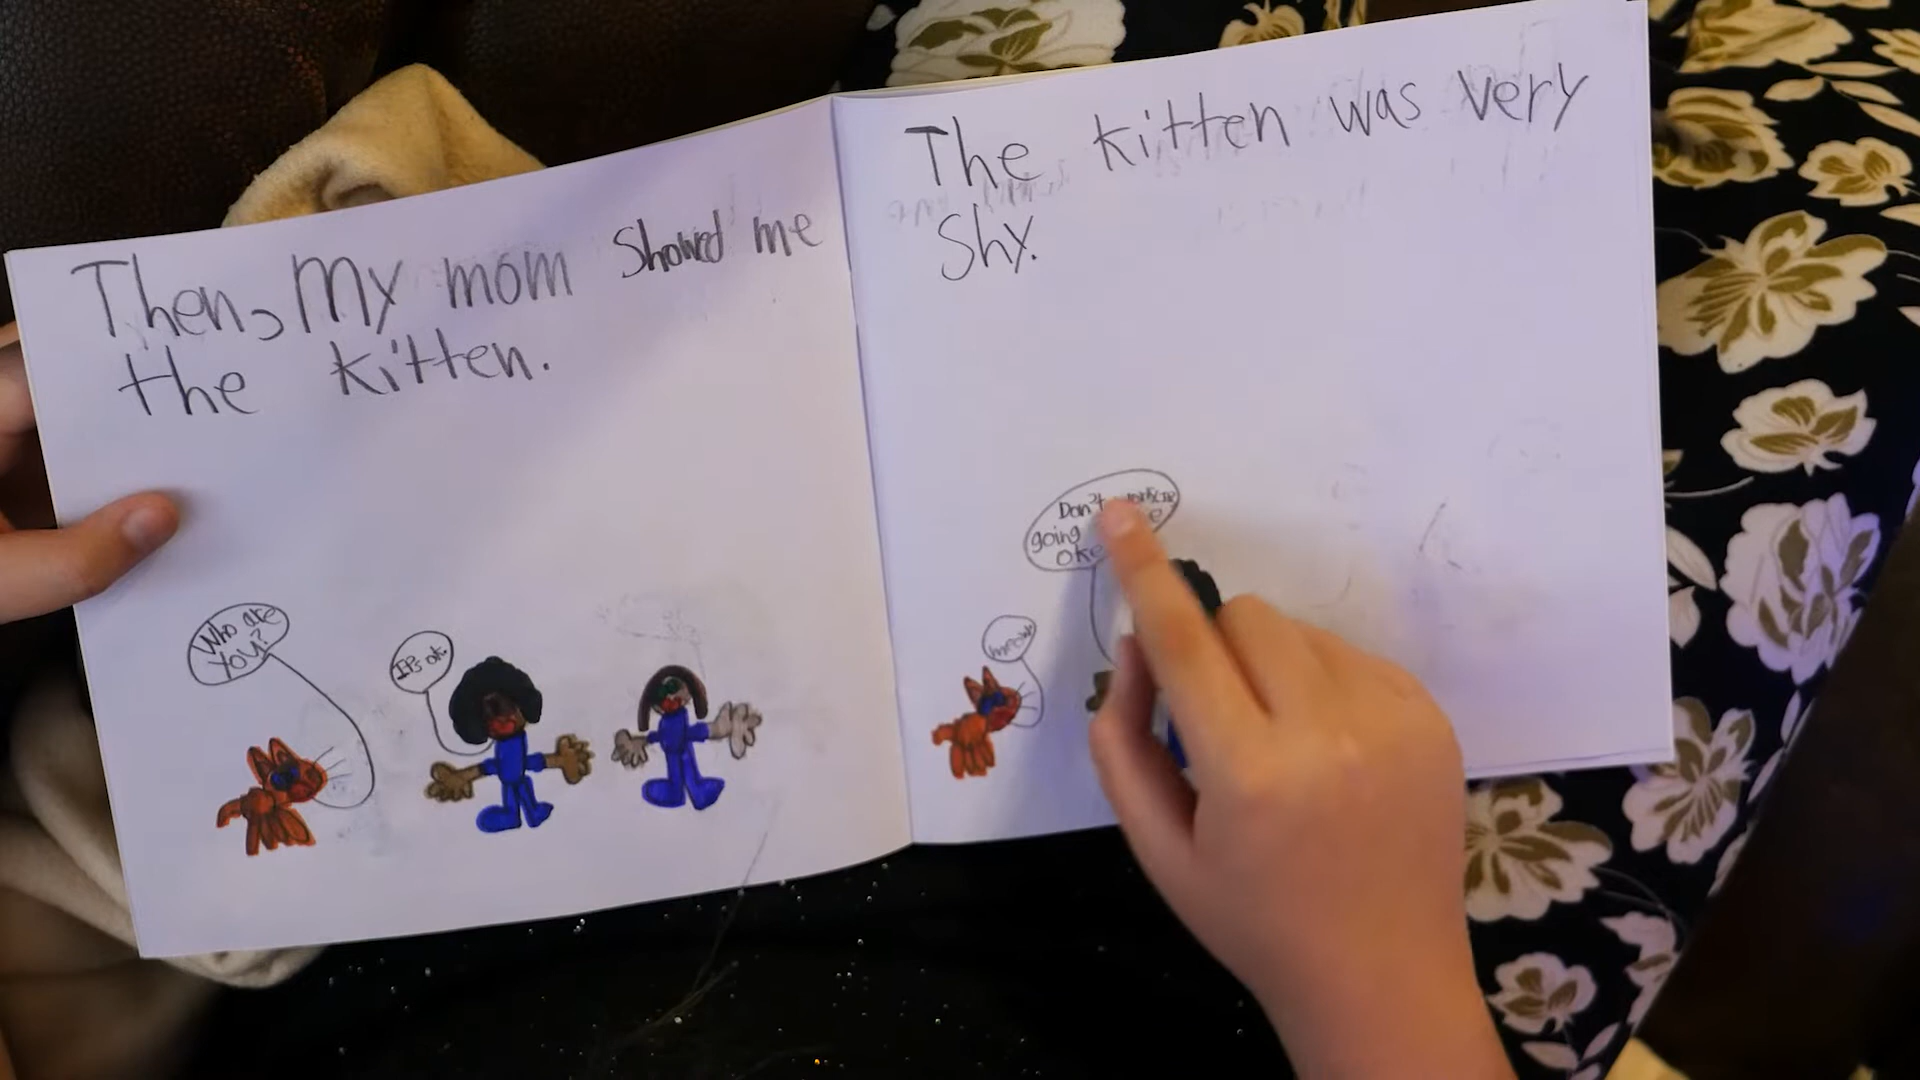 Then, My mom Showed me
the kitten.
Who are
you?
It's ok.
The kitten was very
Shy.
Don't
going
oke
meow